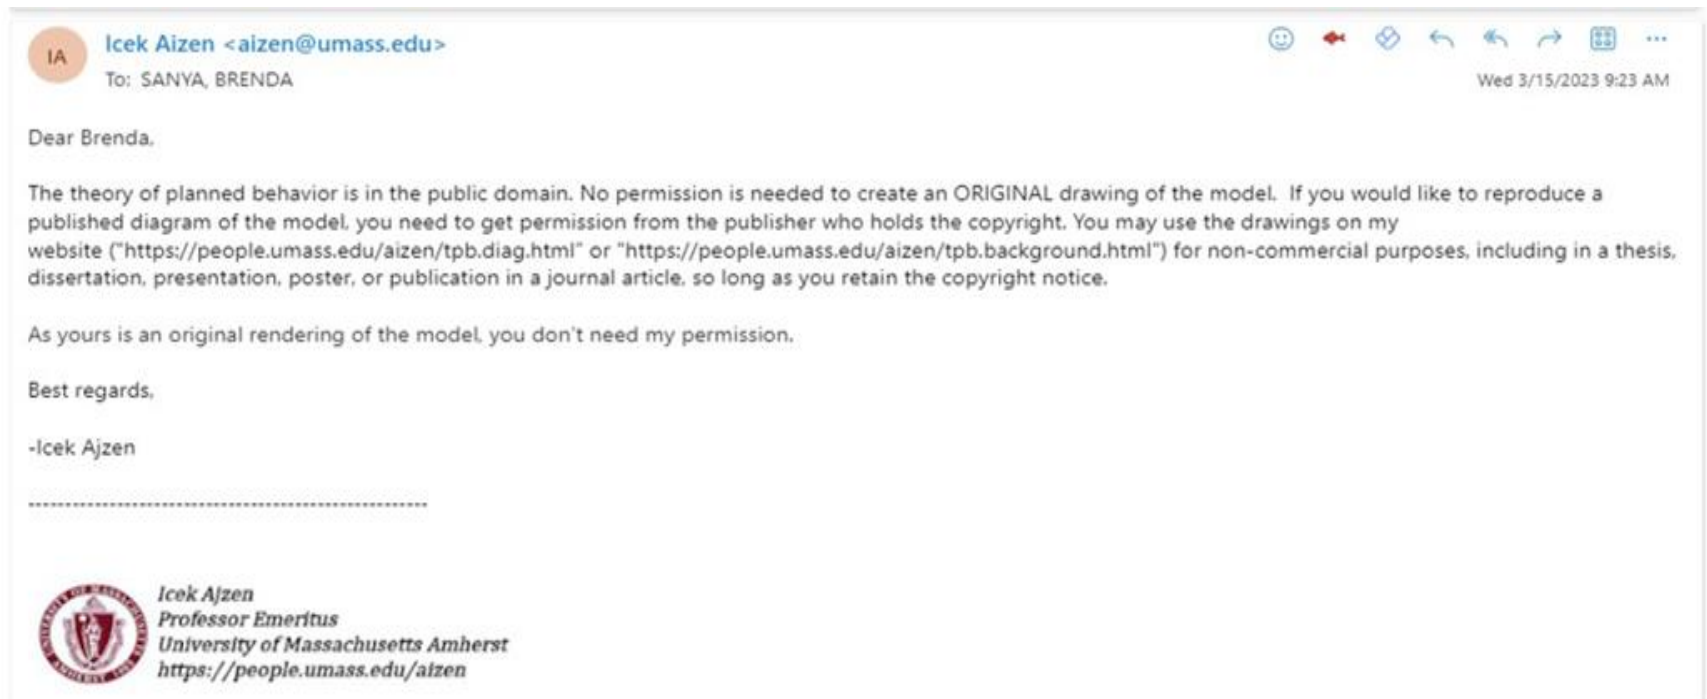 IA
Icek Aizen <aizen@umass.edu>
To: SANYA, BRENDA
Wed 3/15/2023 9:23 AM
Dear Brenda,
The theory of planned behavior is in the public domain. No permission is needed to create an ORIGINAL drawing of the model. If you would like to reproduce a
published diagram of the model, you need to get permission from the publisher who holds the copyright. You may use the drawings on my
website ("https://people.umass.edu/aizen/tpb.diag.html" or "https://people.umass.edu/aizen/tpb.background.html") for non-commercial purposes, including in a thesis,
dissertation, presentation, poster, or publication in a journal article, so long as you retain the copyright notice.
As yours is an original rendering of the model, you don't need my permission.
Best regards,
-Icek Ajzen
------------------------------------------------------
Icek Ajzen
Professor Emeritus
University of Massachusetts Amherst
https://people.umass.edu/aizen